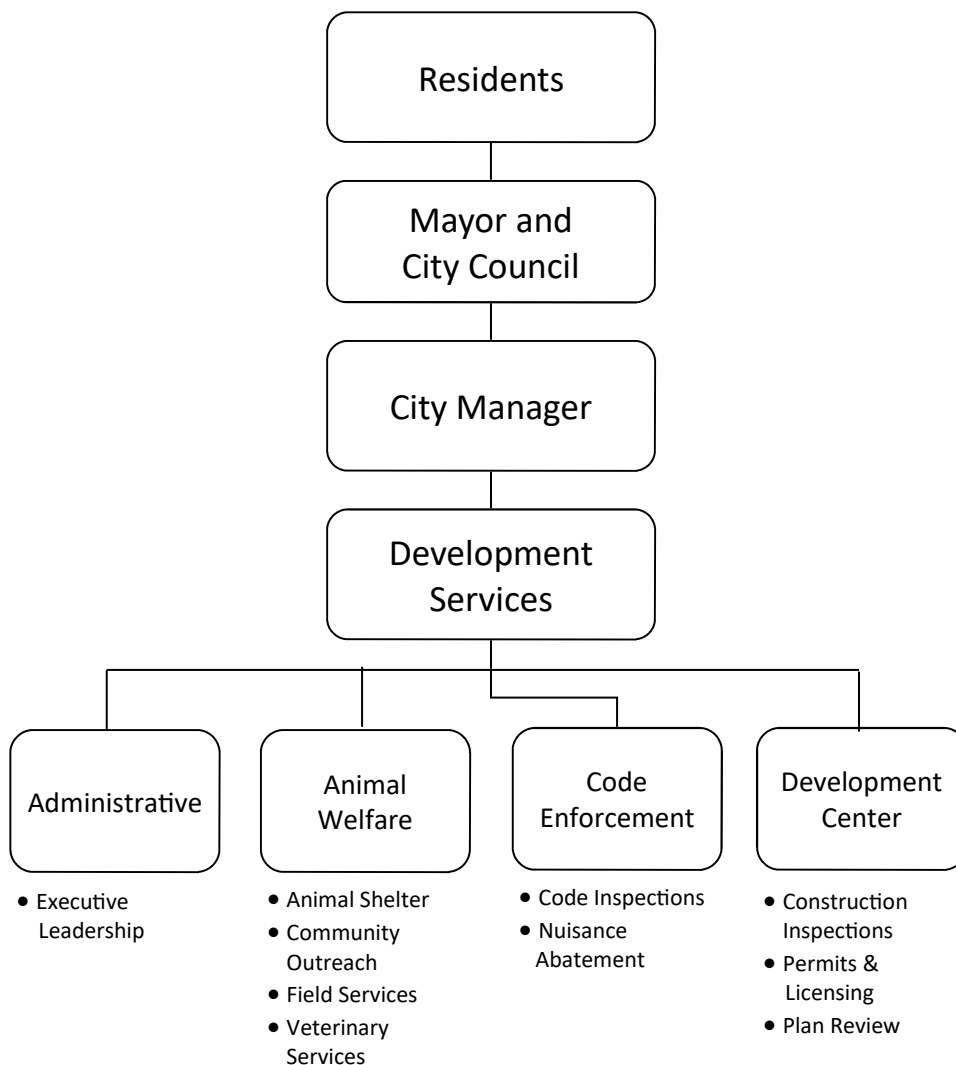 Residents
Mayor and
City Council
City Manager
Development
Services
Administrative
• Executive
Leadership
Animal
Welfare
• Animal Shelter
• Community
Outreach
• Field Services
• Veterinary
Services
Code
Enforcement
• Code Inspections
• Nuisance
Abatement
Development
Center
• Construction
Inspections
• Permits &
Licensing
• Plan Review